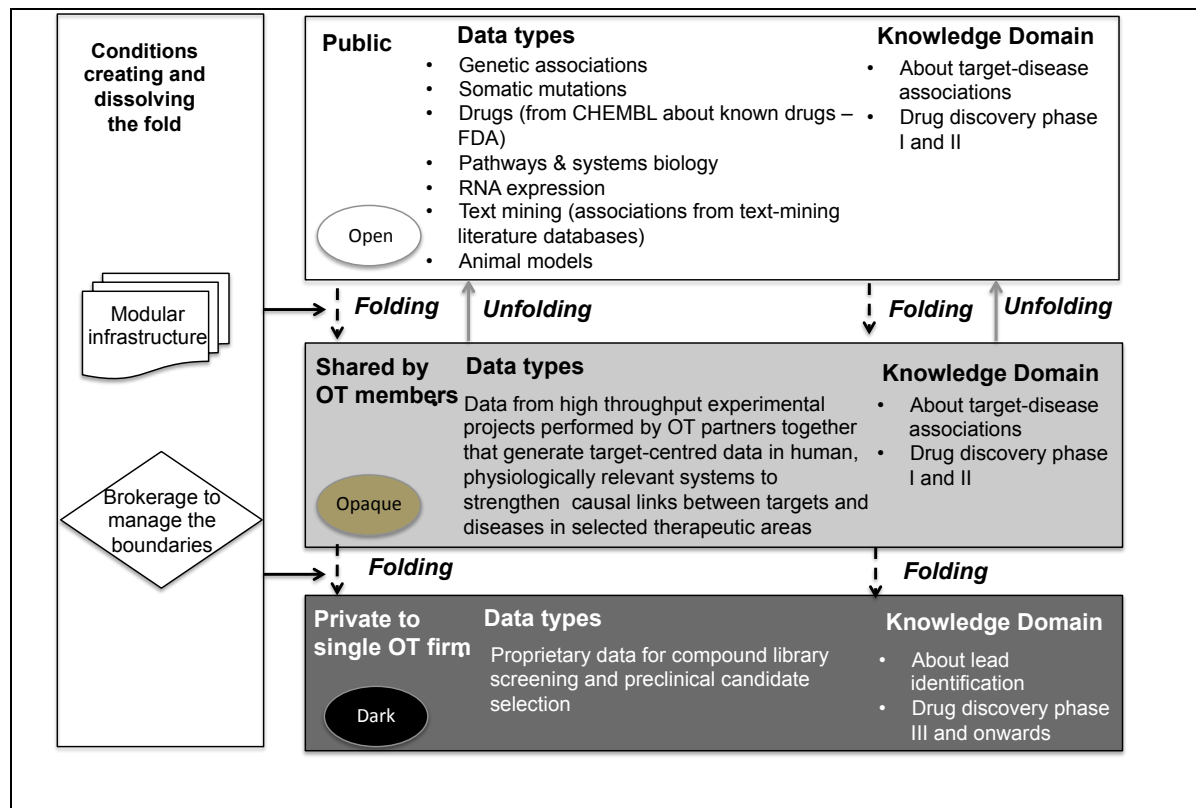 Conditions
creating and
dissolving
the fold
Modular
infrastructure
Brokerage to
manage the
boundaries
Public
Open
Data types
• Genetic associations
• Somatic mutations
• Drugs (from CHEMBL about known drugs –
FDA)
• Pathways & systems biology
• RNA expression
• Text mining (associations from text-mining
literature databases)
• Animal models
Knowledge Domain
• About target-disease
associations
• Drug discovery phase
I and II
Folding
Unfolding
Folding
Unfolding
Shared by
OT members
Opaque
Data types
• Data from high throughput experimental
projects performed by OT partners together
that generate target-centred data in human,
physiologically relevant systems to
strengthen causal links between targets and
diseases in selected therapeutic areas
Knowledge Domain
• About target-disease
associations
• Drug discovery phase
I and II
Folding
Folding
Private to
single OT firm
Dark
Data types
• Proprietary data for compound library
screening and preclinical candidate
selection
Knowledge Domain
• About lead
identification
• Drug discovery phase
III and onwards